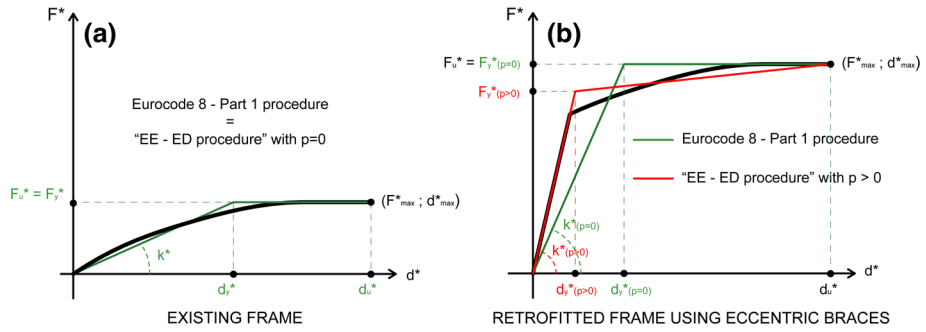 F*
(a)
Eurocode 8 - Part 1 procedure
=
“EE - ED procedure” with p=0
Fu* = Fy*
(F*max ; d*max)
k*
d*
dy*
du*
EXISTING FRAME
F*
(b)
Fu* = Fy*(p=0)
(F*max ; d*max)
Fy*(p>0)
Eurocode 8 - Part 1 procedure
“EE - ED procedure” with p > 0
k*(p=0)
k*(p>0)
d*
dy*(p>0)
dy*(p=0)
du*
RETROFITTED FRAME USING ECCENTRIC BRACES